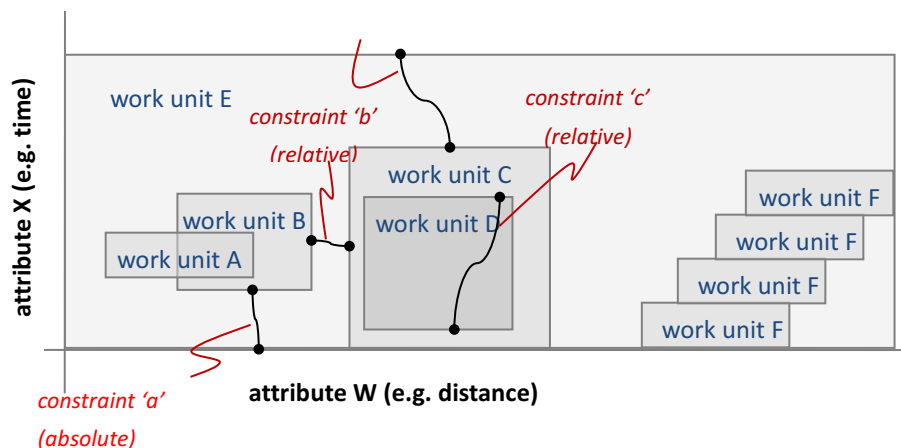 attribute X (e.g. time)
work unit E
constraint ‘b’
(relative)
constraint ‘c’
(relative)
work unit C
work unit B
work unit D
work unit A
work unit F
work unit F
work unit F
work unit F
attribute W (e.g. distance)
constraint ‘a’
(absolute)